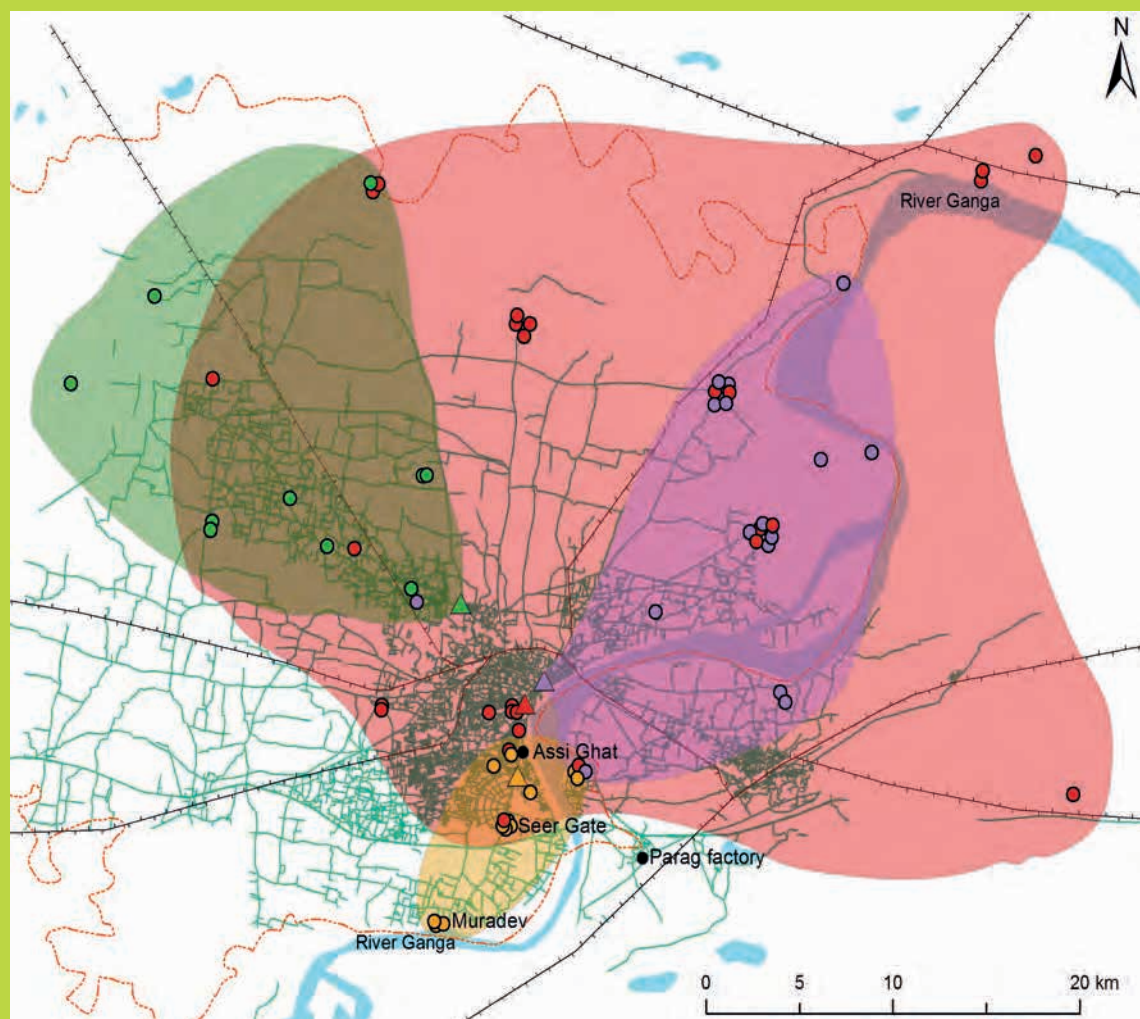 N
River Ganga
Assi Ghat
Seer Gate
Parag factory
Muradev
River Ganga
0 5 10 20 km